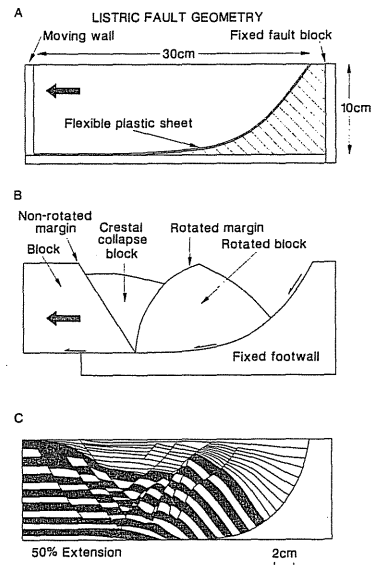 A
LISTRIC FAULT GEOMETRY
Moving wall
Fixed fault block
30cm
10cm
Flexible plastic sheet
B
Non-rotated
margin
Block
Crestal
collapse
block
Rotated margin
Rotated block
Fixed footwall
C
50% Extension
2cm